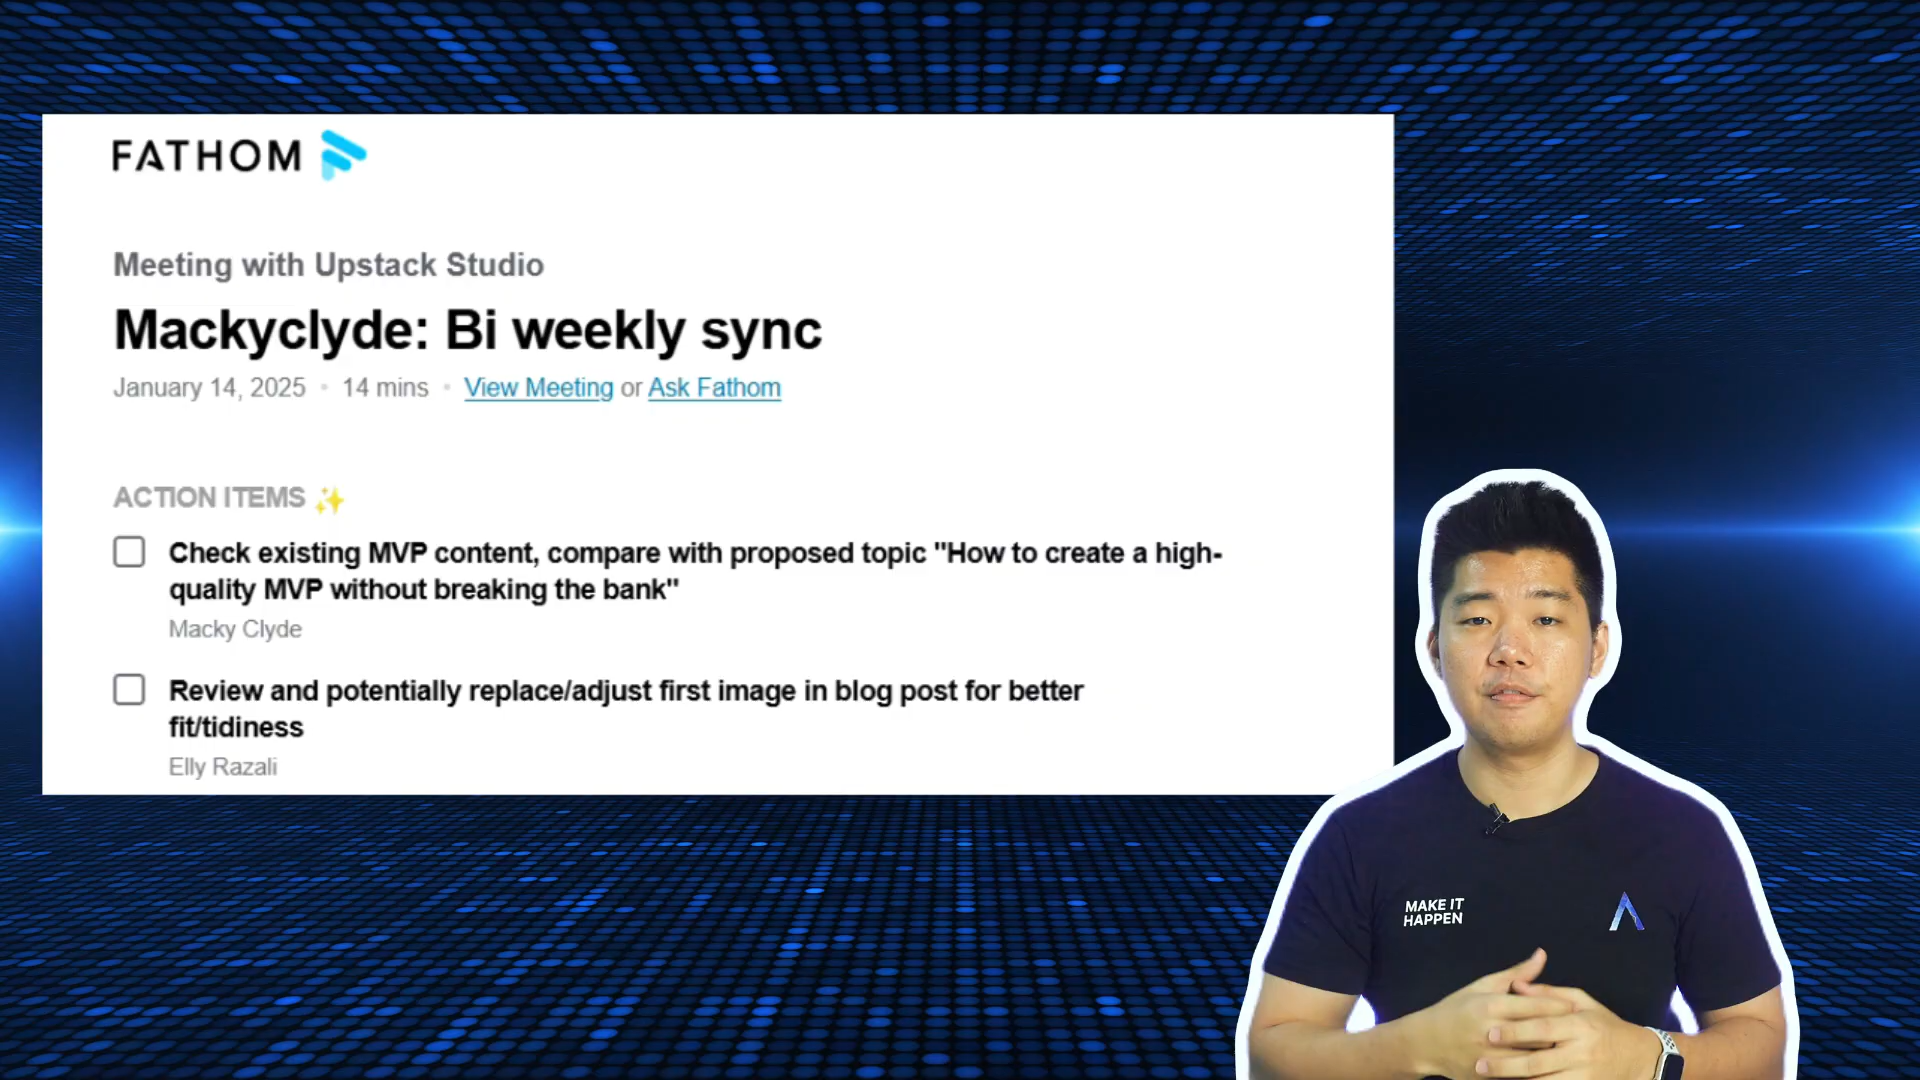 FATHOM
Meeting with Upstack Studio
Mackyclyde: Bi weekly sync
January 14, 2025 • 14 mins • View Meeting or Ask Fathom
ACTION ITEMS ✨
Check existing MVP content, compare with proposed topic "How to create a high-
quality MVP without breaking the bank"
Macky Clyde
Review and potentially replace/adjust first image in blog post for better
fit/tidiness
Elly Razali
MAKE IT
HAPPEN